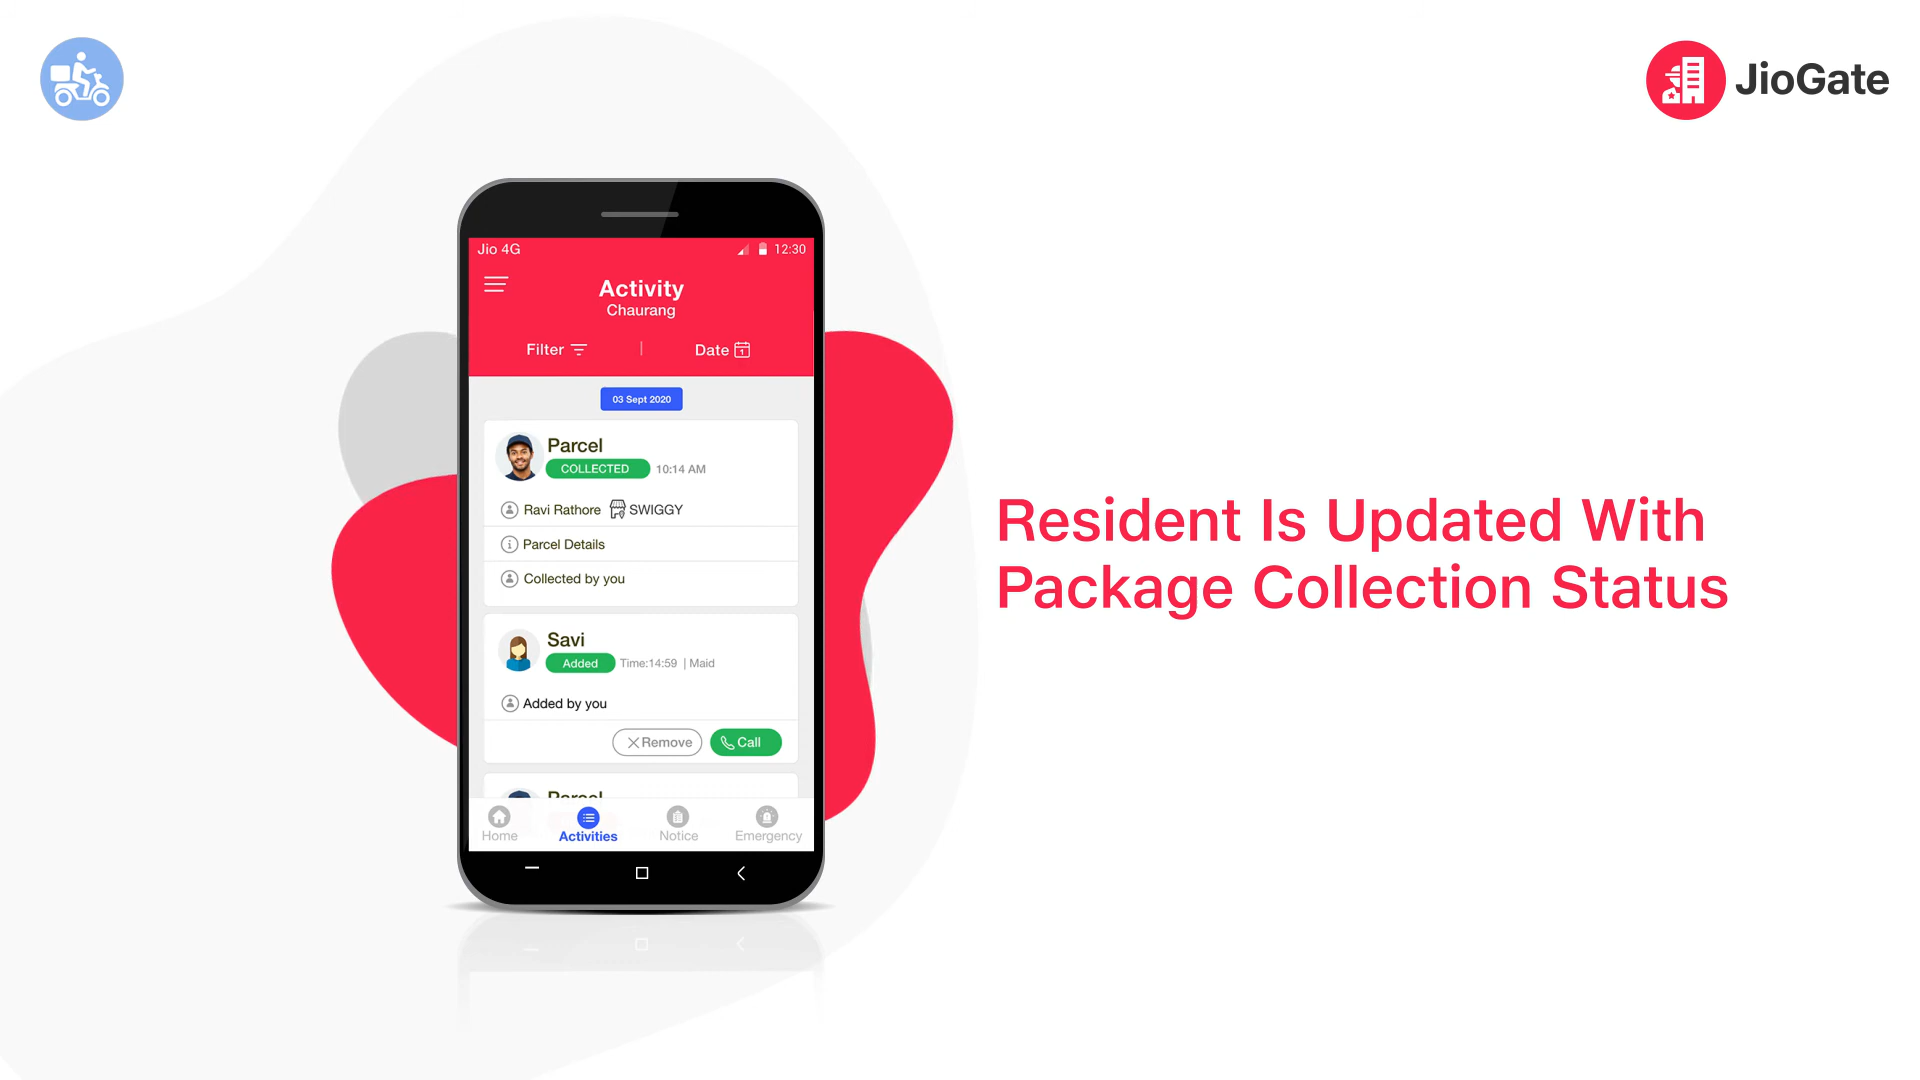 JioGate
Jio 4G 12:30
Activity
Chaurang
Filter | Date 1
03 Sept 2020
Parcel
COLLECTED 10:14 AM
Ravi Rathore SWIGGY
Parcel Details
Collected by you
Savi
Added Time:14:59 | Maid
Added by you
Remove Call
Parcel
Home Activities Notice Emergency
Resident Is Updated With
Package Collection Status